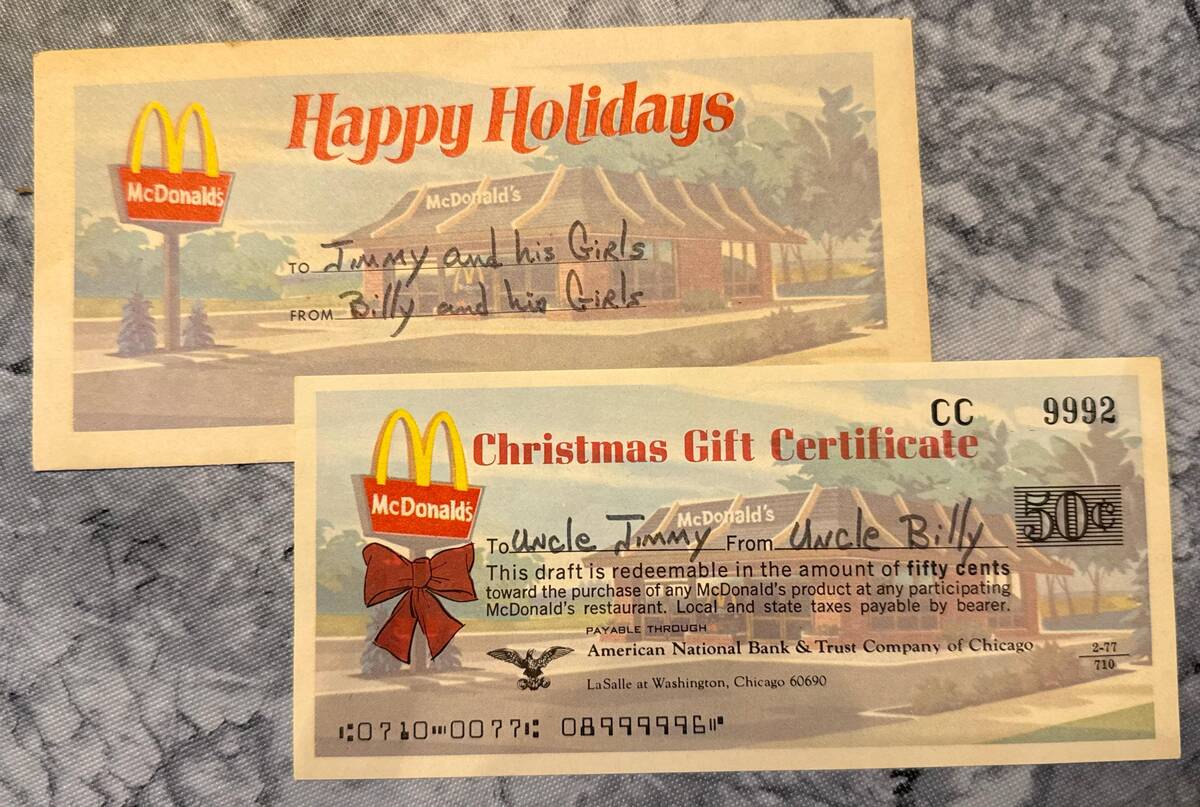 Happy Holidays
McDonald's
McDonald's
TO Jimmy and his Girls
FROM Billy and his Girls
CC 9992
Christmas Gift Certificate
McDonald's
McDonald's
50¢
To Uncle Jimmy From Uncle Billy
This draft is redeemable in the amount of fifty cents
toward the purchase of any McDonald's product at any participating
McDonald's restaurant. Local and state taxes payable by bearer.
PAYABLE THROUGH
American National Bank & Trust Company of Chicago
2-77
710
LaSalle at Washington, Chicago 60690
⑆0710⑉0077⑆ 08999996⑈